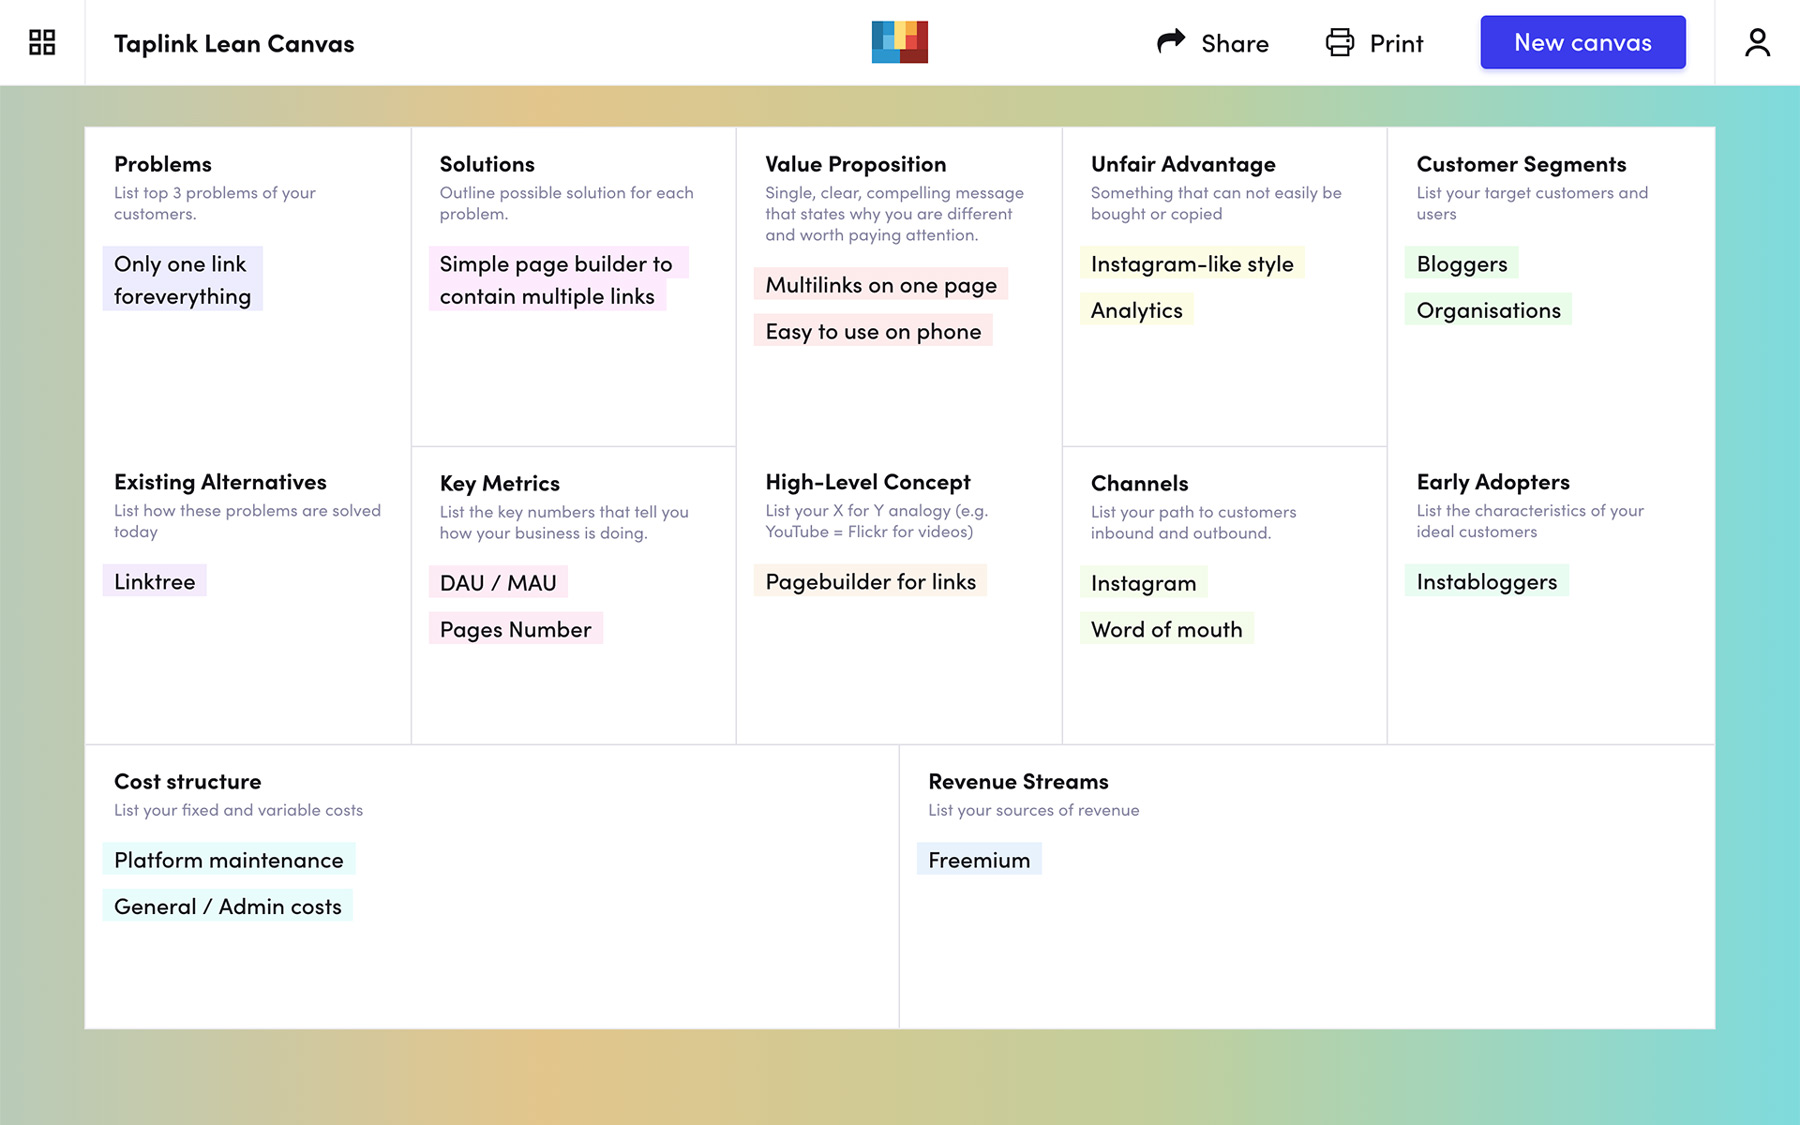 Taplink Lean Canvas
Share
Print
New canvas
Problems
List top 3 problems of your
customers.
Only one link
foreverything
Solutions
Outline possible solution for each
problem.
Simple page builder to
contain multiple links
Value Proposition
Single, clear, compelling message
that states why you are different
and worth paying attention.
Multilinks on one page
Easy to use on phone
Unfair Advantage
Something that can not easily be
bought or copied
Instagram-like style
Analytics
Customer Segments
List your target customers and
users
Bloggers
Organisations
Existing Alternatives
List how these problems are solved
today
Linktree
Key Metrics
List the key numbers that tell you
how your business is doing.
DAU / MAU
Pages Number
High-Level Concept
List your X for Y analogy (e.g.
YouTube = Flickr for videos)
Pagebuilder for links
Channels
List your path to customers
inbound and outbound.
Instagram
Word of mouth
Early Adopters
List the characteristics of your
ideal customers
Instabloggers
Cost structure
List your fixed and variable costs
Platform maintenance
General / Admin costs
Revenue Streams
List your sources of revenue
Freemium